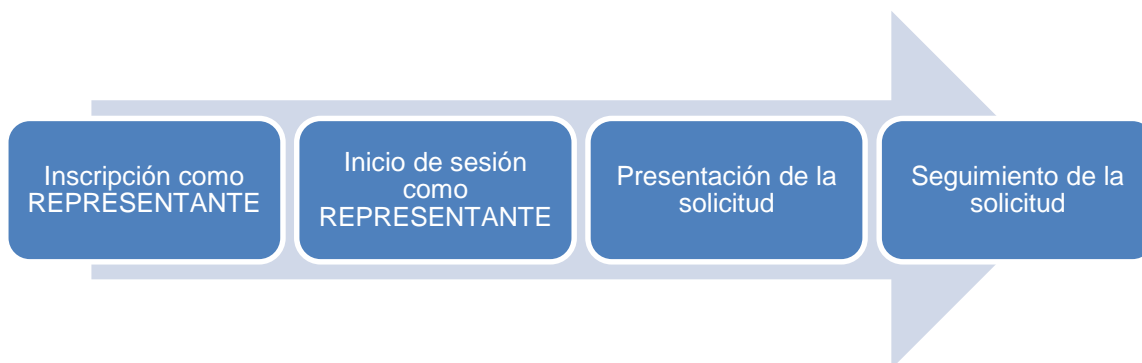 Inscripción como
REPRESENTANTE
Inicio de sesión
como
REPRESENTANTE
Presentación de la
solicitud
Seguimiento de la
solicitud